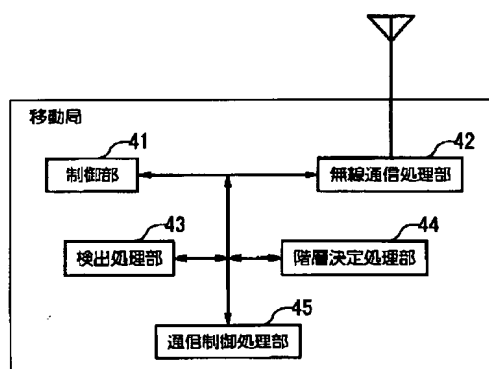 移動局
41
制御部
42
無線通信処理部
43
検出処理部
44
階層決定処理部
45
通信制御処理部